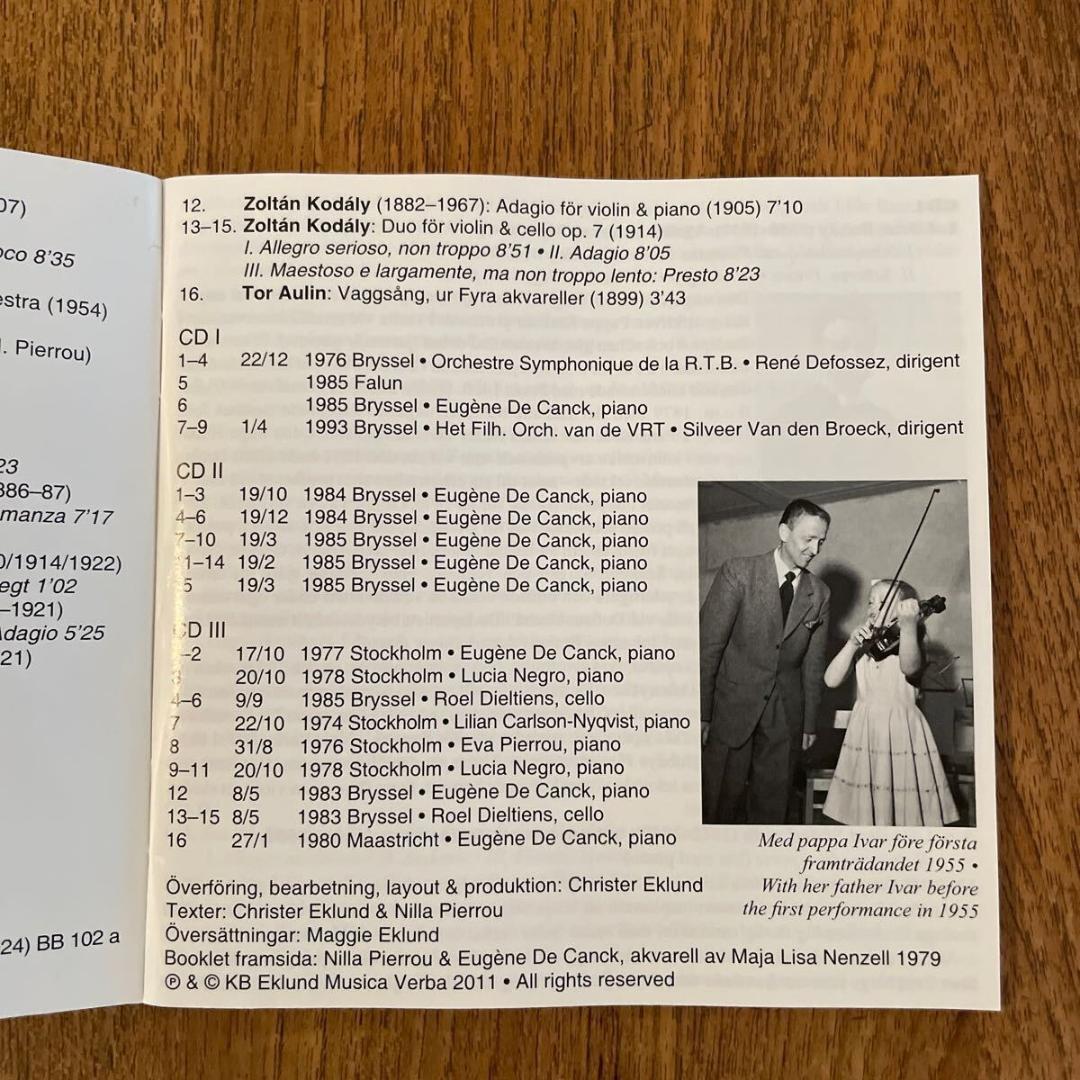 07)
oco 8’35
estra (1954)
. Pierrou)
23
886–87)
manza 7’17
0/1914/1922)
egt 1’02
–1921)
Adagio 5’25
21)
24) BB 102 a
12. Zoltán Kodály (1882–1967): Adagio för violin & piano (1905) 7’10
13–15. Zoltán Kodály: Duo för violin & cello op. 7 (1914)
I. Allegro serioso, non troppo 8’51 • II. Adagio 8’05
III. Maestoso e largamente, ma non troppo lento: Presto 8’23
16. Tor Aulin: Vaggsång, ur Fyra akvareller (1899) 3’43
CD I
1–4 22/12 1976 Bryssel • Orchestre Symphonique de la R.T.B. • René Defossez, dirigent
5 1985 Falun
6 1985 Bryssel • Eugène De Canck, piano
7–9 1/4 1993 Bryssel • Het Filh. Orch. van de VRT • Silveer Van den Broeck, dirigent
CD II
1–3 19/10 1984 Bryssel • Eugène De Canck, piano
4–6 19/12 1984 Bryssel • Eugène De Canck, piano
7–10 19/3 1985 Bryssel • Eugène De Canck, piano
1–14 19/2 1985 Bryssel • Eugène De Canck, piano
5 19/3 1985 Bryssel • Eugène De Canck, piano
CD III
–2 17/10 1977 Stockholm • Eugène De Canck, piano
3 20/10 1978 Stockholm • Lucia Negro, piano
4–6 9/9 1985 Bryssel • Roel Dieltiens, cello
7 22/10 1974 Stockholm • Lilian Carlson-Nyqvist, piano
8 31/8 1976 Stockholm • Eva Pierrou, piano
9–11 20/10 1978 Stockholm • Lucia Negro, piano
12 8/5 1983 Bryssel • Eugène De Canck, piano
13–15 8/5 1983 Bryssel • Roel Dieltiens, cello
16 27/1 1980 Maastricht • Eugène De Canck, piano
Med pappa Ivar före första
framträdandet 1955 •
With her father Ivar before
the first performance in 1955
Överföring, bearbetning, layout & produktion: Christer Eklund
Texter: Christer Eklund & Nilla Pierrou
Översättningar: Maggie Eklund
Booklet framsida: Nilla Pierrou & Eugène De Canck, akvarell av Maja Lisa Nenzell 1979
℗ & © KB Eklund Musica Verba 2011 • All rights reserved